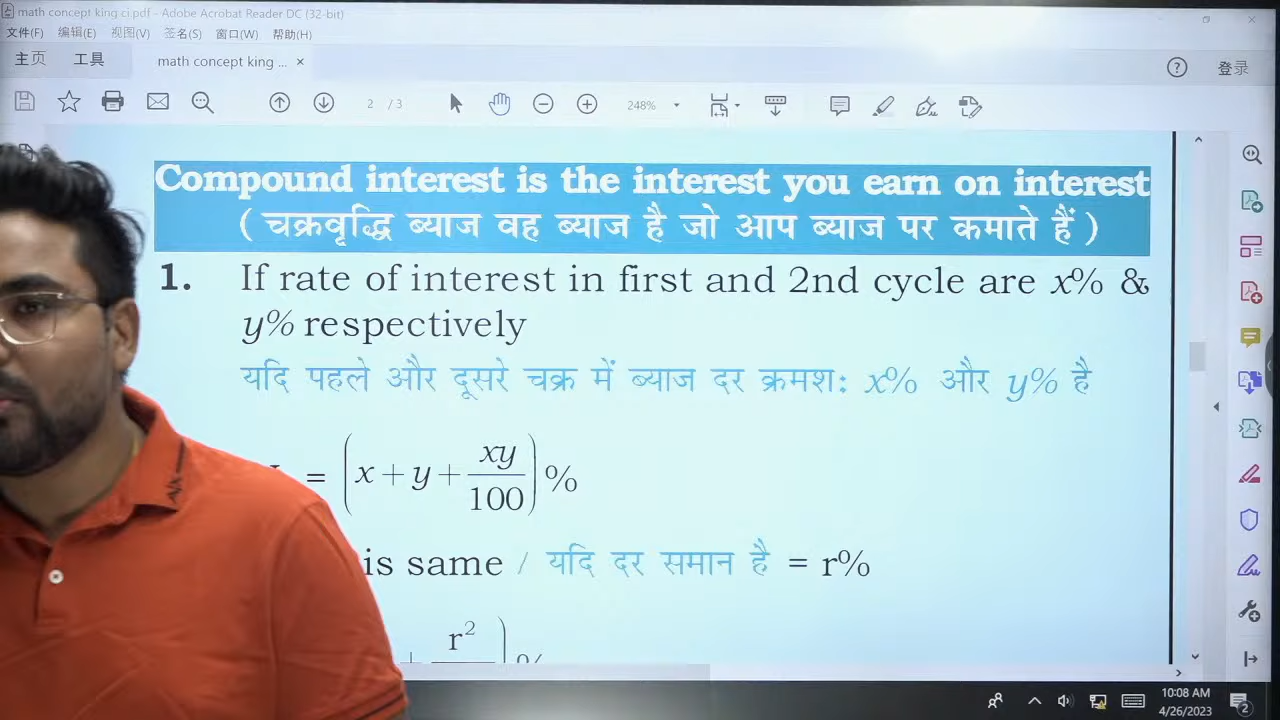 math concept king ci.pdf - Adobe Acrobat Reader DC (32-bit)
文件(F) 编辑(E) 视图(V) 签名(S) 窗口(W) 帮助(H)
主页 工具 math concept king ... × 登录
2 / 3 248%
Compound interest is the interest you earn on interest
( चक्रवृद्धि ब्याज वह ब्याज है जो आप ब्याज पर कमाते हैं )
1. If rate of interest in first and 2nd cycle are x% &
y% respectively
यदि पहले और दूसरे चक्र में ब्याज दर क्रमशः x% और y% है
= (x + y + xy/100)%
is same / यदि दर समान है = r%
+ r²
10:08 AM
4/26/2023
2